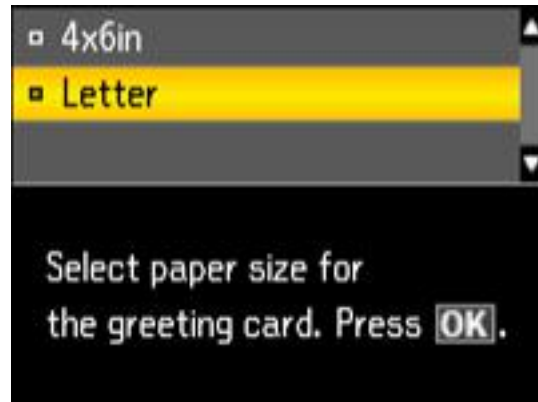 4x6in
Letter
Select paper size for
the greeting card. Press OK.